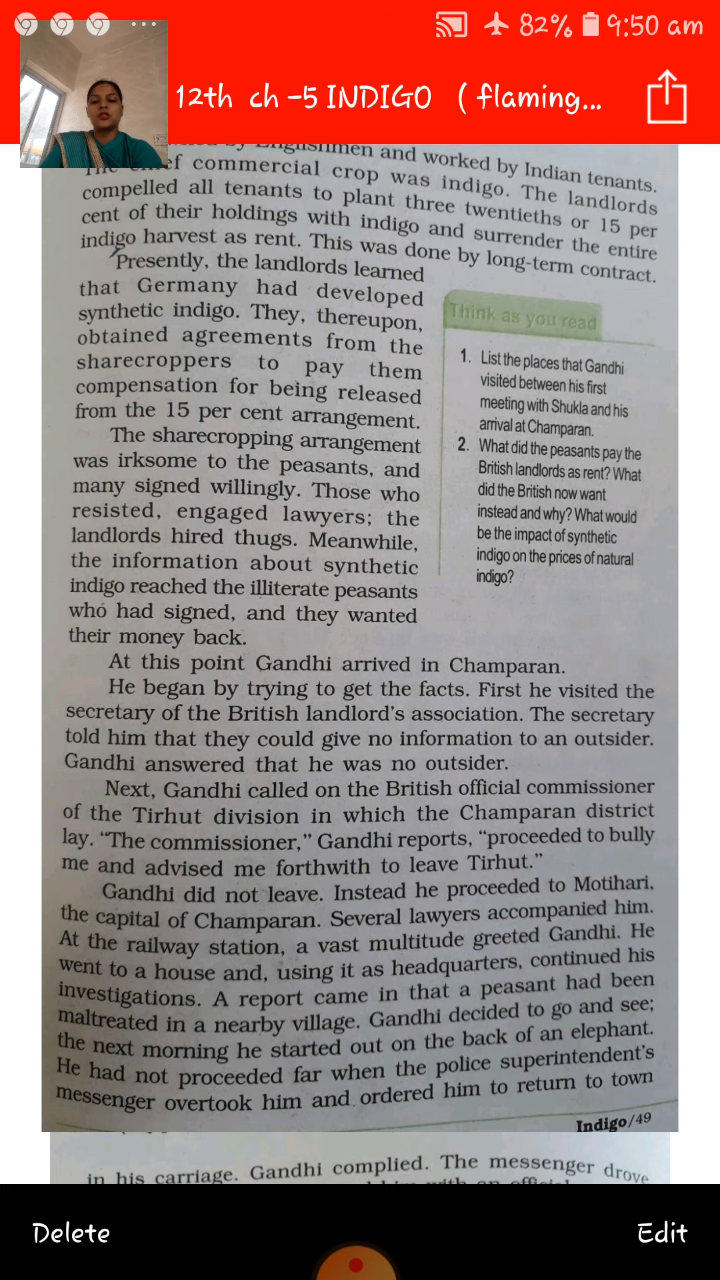 82% 9:50 am
12th ch -5 INDIGO ( flaming...
Englishmen and worked by Indian tenants.
commercial crop was indigo. The landlords
compelled all tenants to plant three twentieths or 15 per
cent of their holdings with indigo and surrender the entire
indigo harvest as rent. This was done by long-term contract.
Presently, the landlords learned
that Germany had developed
synthetic indigo. They, thereupon,
obtained agreements from the
sharecroppers to pay them
compensation for being released
from the 15 per cent arrangement.
The sharecropping arrangement
was irksome to the peasants, and
many signed willingly. Those who
resisted, engaged lawyers; the
landlords hired thugs. Meanwhile,
the information about synthetic
indigo reached the illiterate peasants
who had signed, and they wanted
their money back.
Think as you read
1. List the places that Gandhi
visited between his first
meeting with Shukla and his
arrival at Champaran.
2. What did the peasants pay the
British landlords as rent? What
did the British now want
instead and why? What would
be the impact of synthetic
indigo on the prices of natural
indigo?
At this point Gandhi arrived in Champaran.
He began by trying to get the facts. First he visited the
secretary of the British landlord's association. The secretary
told him that they could give no information to an outsider.
Gandhi answered that he was no outsider.
Next, Gandhi called on the British official commissioner
of the Tirhut division in which the Champaran district
lay. "The commissioner," Gandhi reports, "proceeded to bully
me and advised me forthwith to leave Tirhut."
Gandhi did not leave. Instead he proceeded to Motihari,
the capital of Champaran. Several lawyers accompanied him.
At the railway station, a vast multitude greeted Gandhi. He
went to a house and, using it as headquarters, continued his
investigations. A report came in that a peasant had been
maltreated in a nearby village. Gandhi decided to go and see;
the next morning he started out on the back of an elephant.
He had not proceeded far when the police superintendent's
messenger overtook him and ordered him to return to town
Indigo/49
in his carriage. Gandhi complied. The messenger drove
Delete
Edit